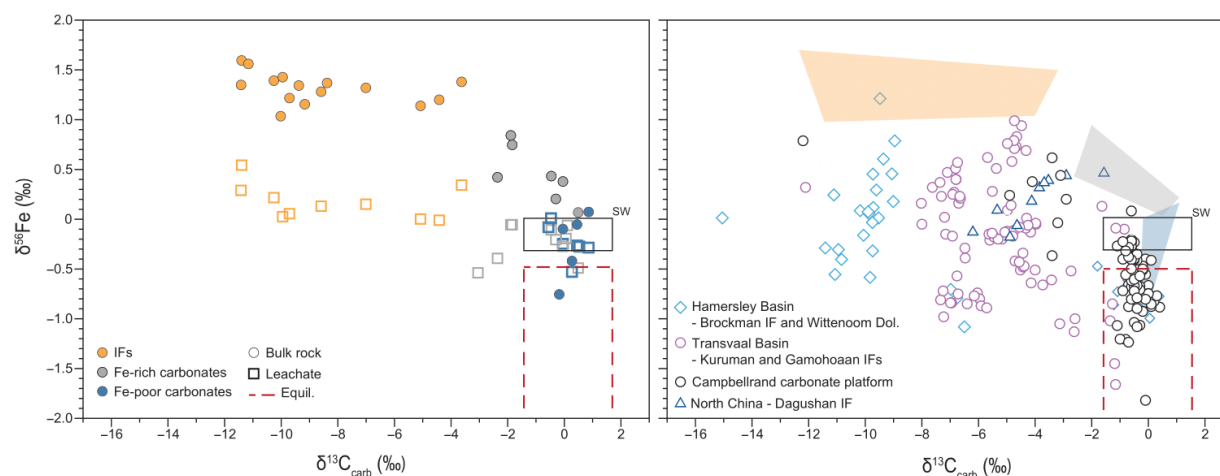 2.0
1.5
1.0
0.5
0
−0.5
−1.0
−1.5
−2.0
δ⁵⁶Fe (‰)
SW
IFs
Fe-rich carbonates
Fe-poor carbonates
Bulk rock
Leachate
Equil.
−16 −14 −12 −10 −8 −6 −4 −2 0 2
δ¹³C_carb (‰)
SW
Hamersley Basin
- Brockman IF and Wittenoom Dol.
Transvaal Basin
- Kuruman and Gamohoaan IFs
Campbellrand carbonate platform
North China - Dagushan IF
−16 −14 −12 −10 −8 −6 −4 −2 0 2
δ¹³C_carb (‰)